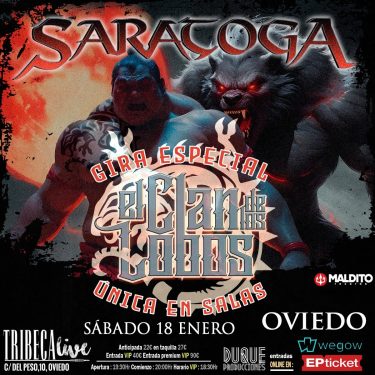 SARATOGA
GIRA ESPECIAL
el Clan de los
Lobos
UNICA EN SALAS
MALDITO
SÁBADO 18 ENERO
OVIEDO
TRIBECA live
C/ DEL PESO,10, OVIEDO
Anticipada 22€ en taquilla 27€
Entrada VIP 40€ Entrada premium VIP 90€
Apertura : 19:30H Comienzo : 20:00H Horario VIP : 18:30H
DUQUE
PRODUCCIONES
entradas
ONLINE EN:
wegow
EPticket